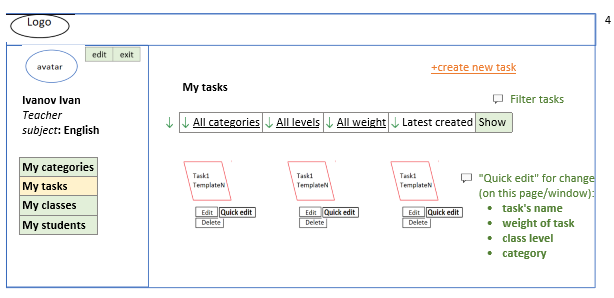 Logo
4
avatar
edit exit
Ivanov Ivan
Teacher
subject: English
My categories
My tasks
My classes
My students
+create new task
My tasks
Filter tasks
↓ ↓ All categories ↓ All levels ↓ All weight ↓ Latest created Show
Task1
TemplateN
Edit Quick edit
Delete
Task1
TemplateN
Edit Quick edit
Delete
Task1
TemplateN
Edit Quick edit
Delete
"Quick edit" for change
(on this page/window):
• task's name
• weight of task
• class level
• category